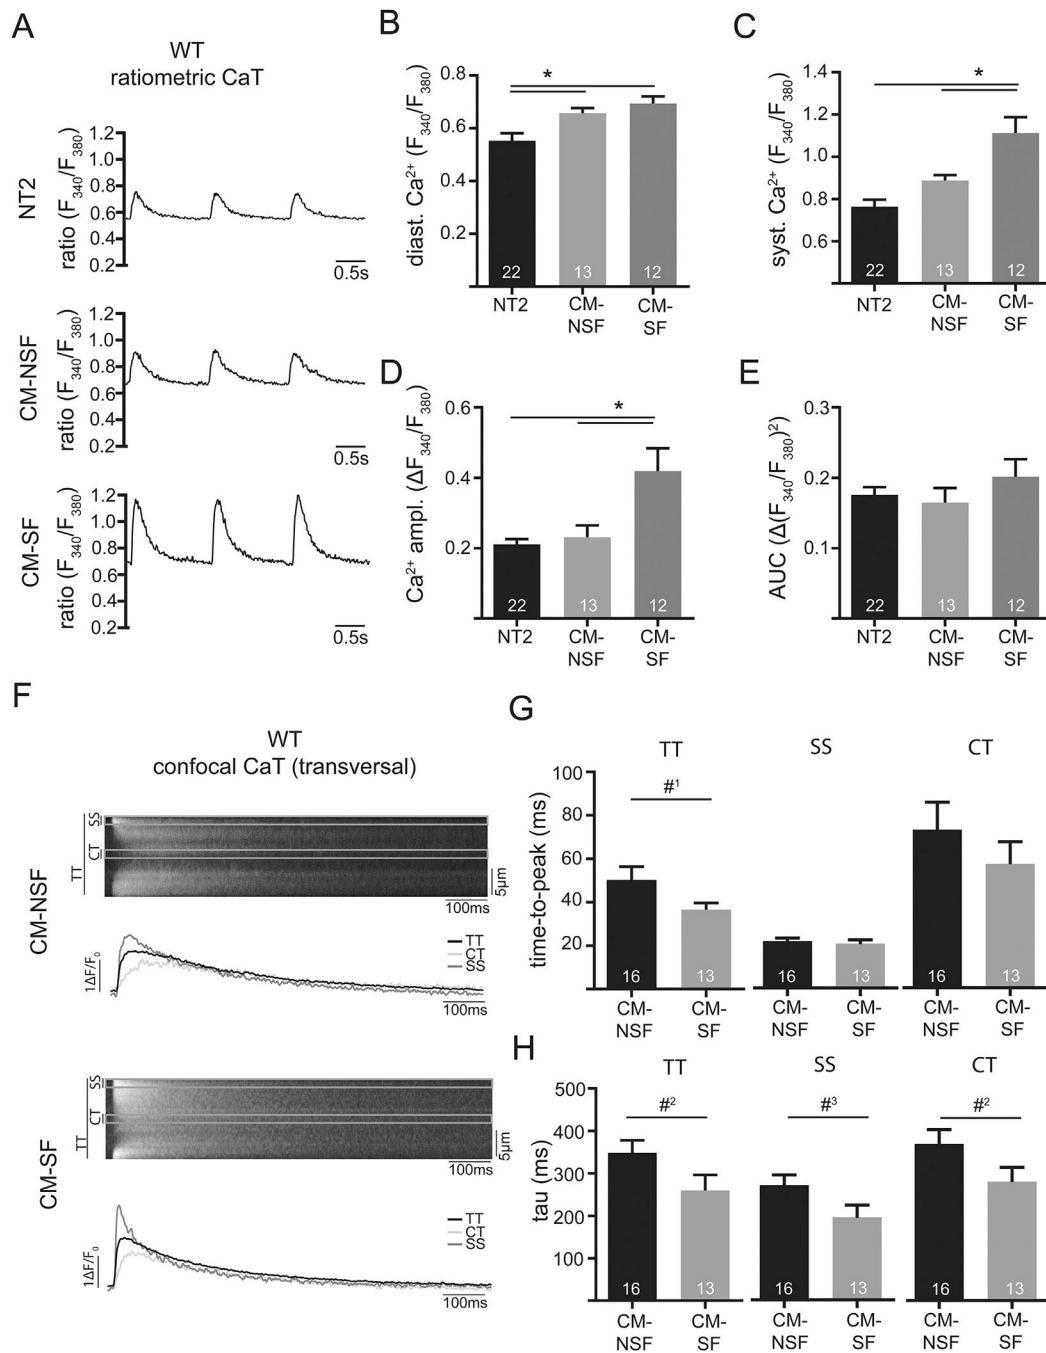 A
WT
ratiometric CaT
NT2
ratio (F340/F380)
1.2
1.0
0.8
0.6
0.4
0.2
0.5s
CM-NSF
ratio (F340/F380)
1.2
1.0
0.8
0.6
0.4
0.2
0.5s
CM-SF
ratio (F340/F380)
1.2
1.0
0.8
0.6
0.4
0.2
0.5s
B
diast. Ca2+ (F340/F380)
0.8
0.6
0.4
0.2
*
22
13
12
NT2
CM-
NSF
CM-
SF
C
syst. Ca2+ (F340/F380)
1.4
1.2
1.0
0.8
0.6
*
22
13
12
NT2
CM-
NSF
CM-
SF
D
Ca2+ ampl. (ΔF340/F380)
0.6
0.4
0.2
*
22
13
12
NT2
CM-
NSF
CM-
SF
E
AUC (Δ(F340/F380)2)
0.3
0.2
0.1
22
13
12
NT2
CM-
NSF
CM-
SF
F
WT
confocal CaT (transversal)
CM-NSF
SS
CT
TT
5µm
100ms
1ΔF/F0
TT
CT
SS
100ms
CM-SF
SS
CT
TT
5µm
100ms
1ΔF/F0
TT
CT
SS
100ms
G
TT
SS
CT
time-to-peak (ms)
100
80
60
40
20
#1
16
13
16
13
16
13
CM-
NSF
CM-
SF
CM-
NSF
CM-
SF
CM-
NSF
CM-
SF
H
TT
SS
CT
tau (ms)
500
400
300
200
100
#2
#3
#2
16
13
16
13
16
13
CM-
NSF
CM-
SF
CM-
NSF
CM-
SF
CM-
NSF
CM-
SF